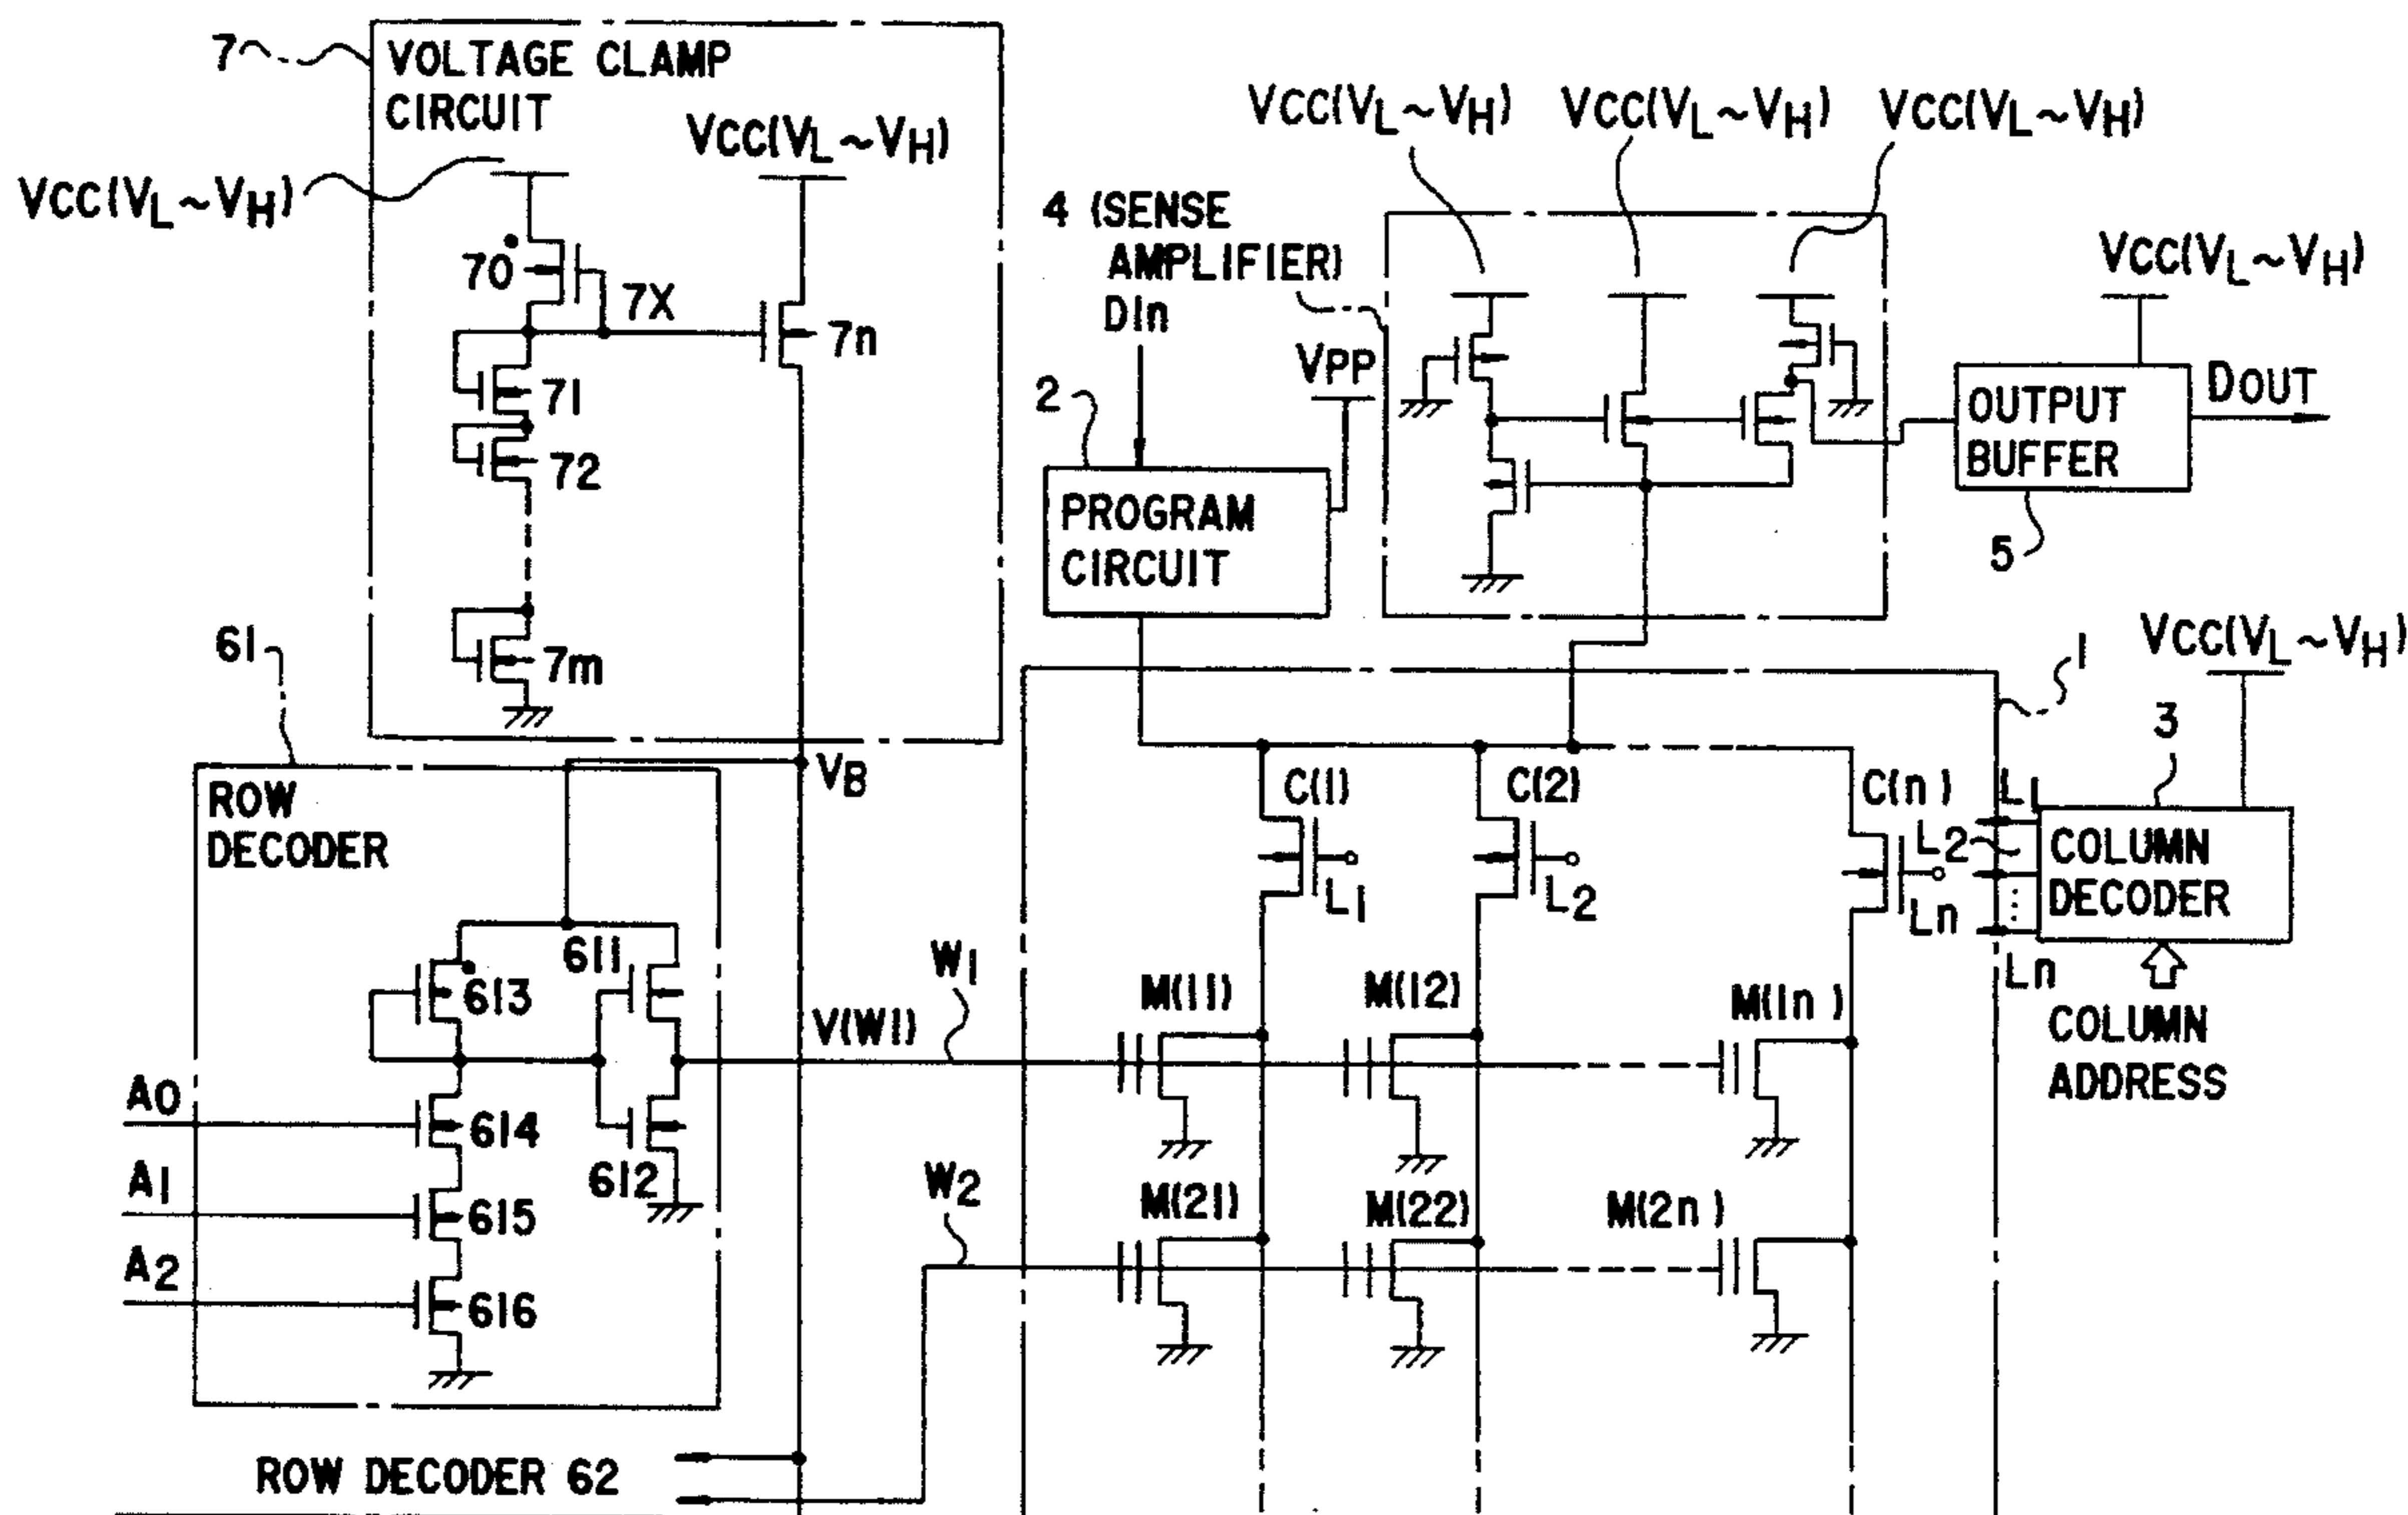 7
VOLTAGE CLAMP
CIRCUIT
VCC(VL~VH)
VCC(VL~VH)
70
7X
7n
71
72
7m
4 (SENSE
AMPLIFIER)
DIn
VPP
2
PROGRAM
CIRCUIT
VCC(VL~VH)
VCC(VL~VH)
VCC(VL~VH)
VCC(VL~VH)
OUTPUT
BUFFER
DOUT
5
61
ROW
DECODER
VB
613
611
614
612
615
616
A0
A1
A2
V(W1)
W1
W2
ROW DECODER 62
C(1)
L1
C(2)
L2
C(n)
Ln
M(11)
M(12)
M(1n)
M(21)
M(22)
M(2n)
1
3
VCC(VL~VH)
L1
L2
Ln
COLUMN
DECODER
COLUMN
ADDRESS